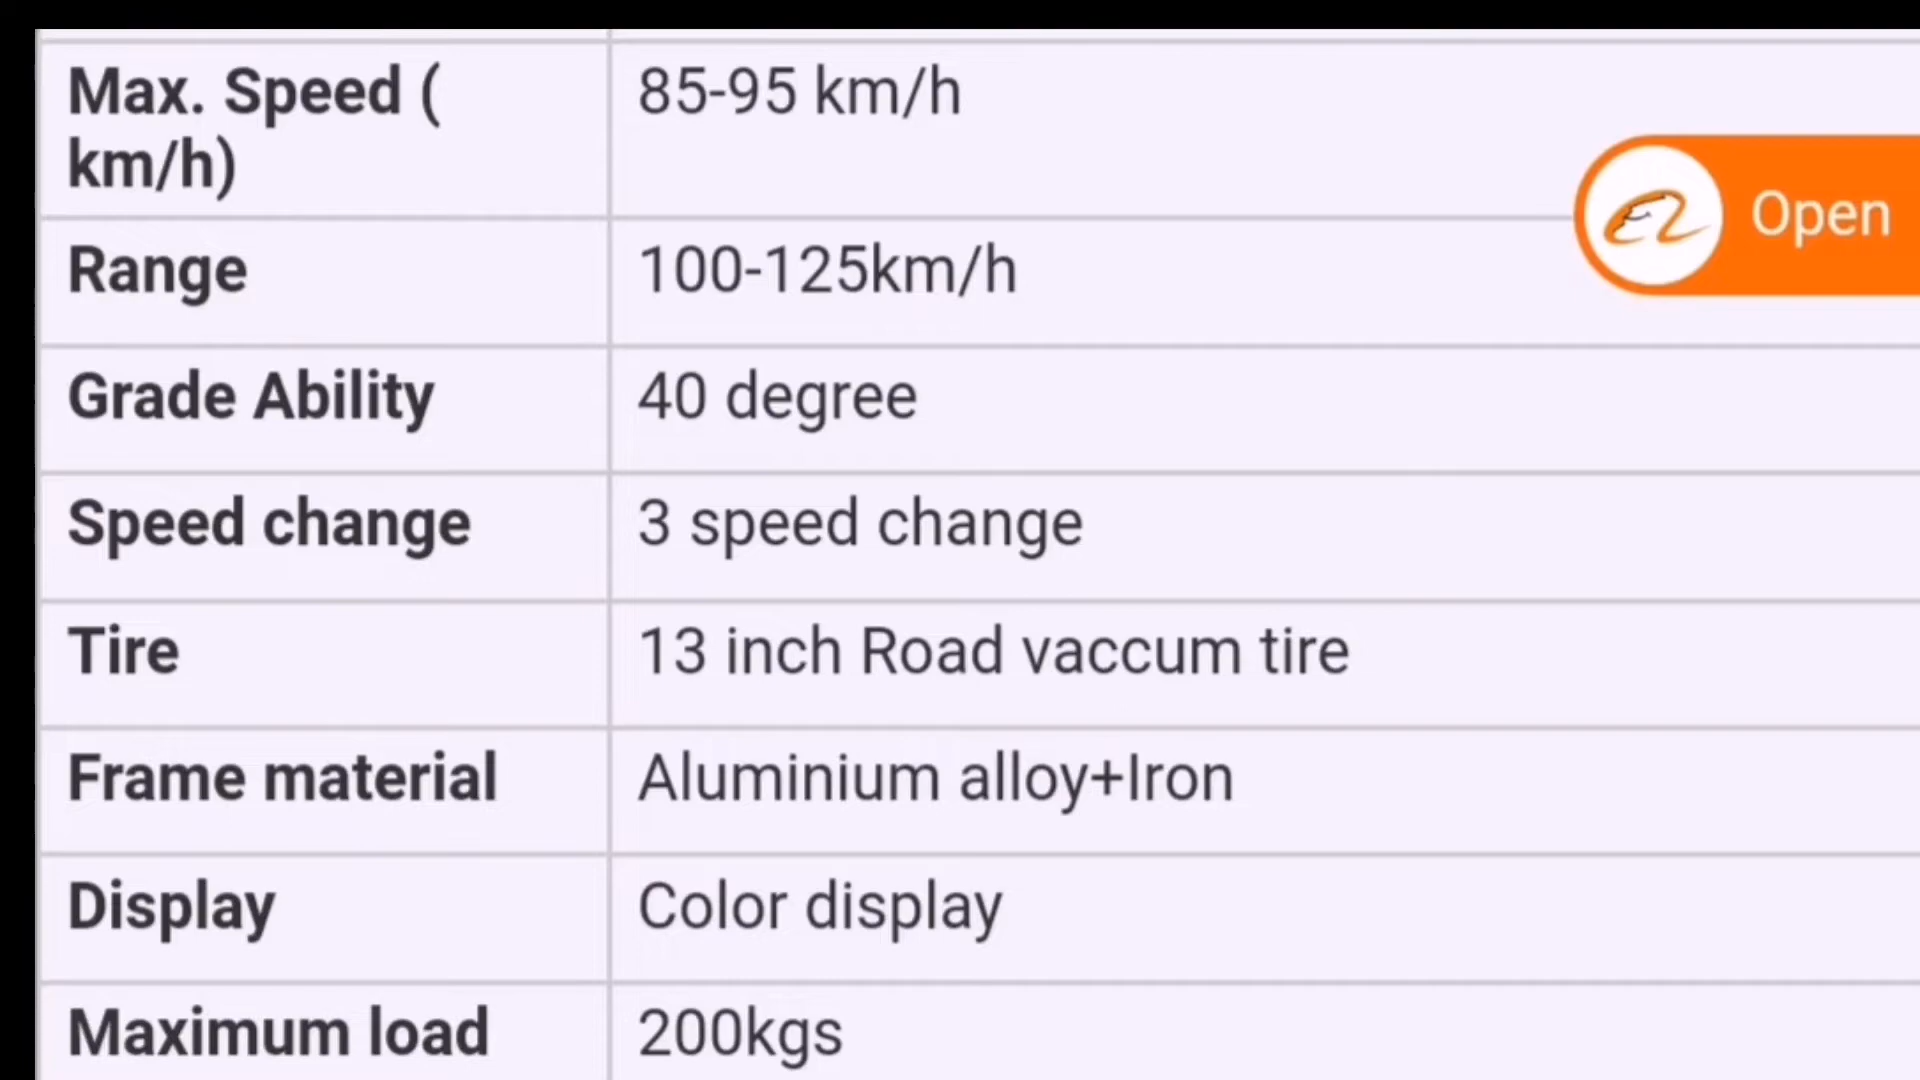 Max. Speed (
km/h)
85-95 km/h
Open
Range
100-125km/h
Grade Ability
40 degree
Speed change
3 speed change
Tire
13 inch Road vaccum tire
Frame material
Aluminium alloy+Iron
Display
Color display
Maximum load
200kgs